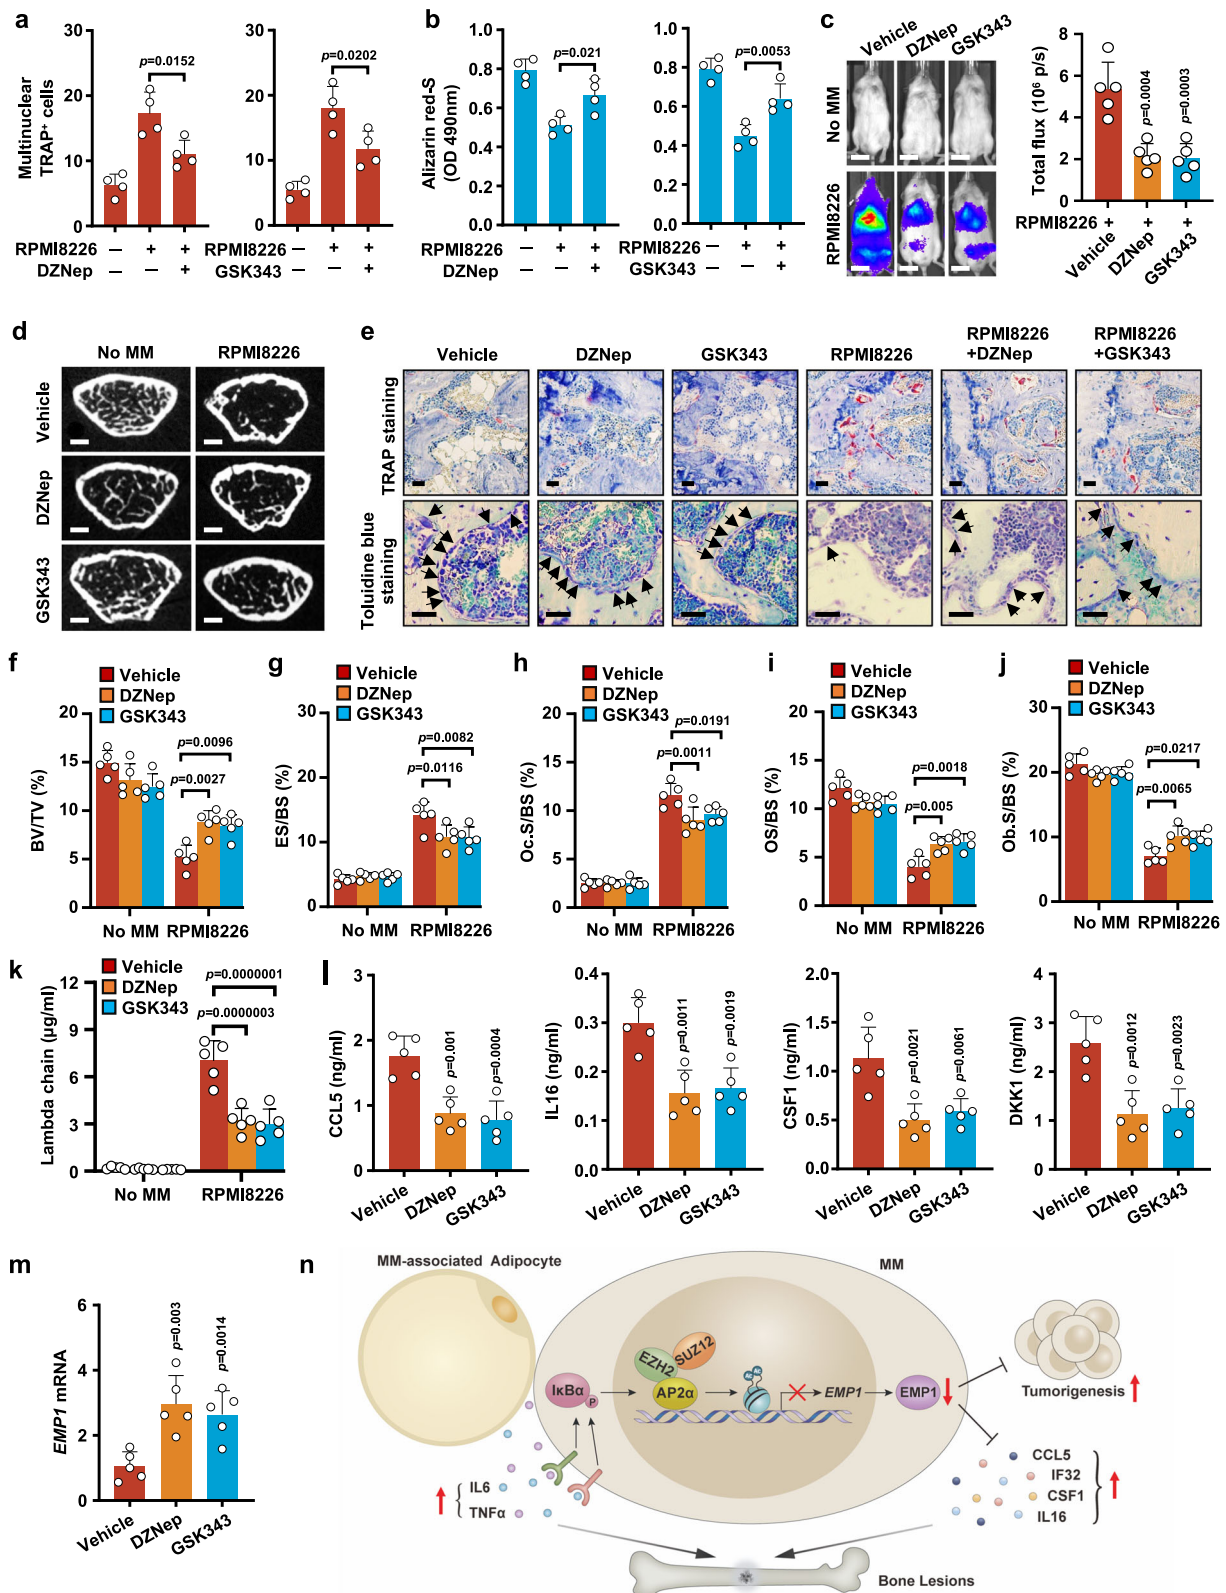 a
Multinuclear
TRAP⁺ cells
30
20
10
0
p=0.0152
RPMI8226 – + +
DZNep – – +
30
20
10
0
p=0.0202
RPMI8226 – + +
GSK343 – – +
b
Alizarin red-S
(OD 490nm)
0.8
0.6
0.4
0.2
0.0
p=0.021
RPMI8226 – + +
DZNep – – +
1.0
0.8
0.6
0.4
0.2
0.0
p=0.0053
RPMI8226 – + +
GSK343 – – +
c
Vehicle
DZNep
GSK343
No MM
RPMI8226
Total flux (10⁶ p/s)
8
6
4
2
0
p=0.0004
p=0.0003
RPMI8226 + + +
Vehicle
DZNep
GSK343
d
No MM RPMI8226
Vehicle
DZNep
GSK343
e
Vehicle
DZNep
GSK343
RPMI8226
RPMI8226
+DZNep
RPMI8226
+GSK343
TRAP staining
Toluidine blue
staining
f
Vehicle
DZNep
GSK343
BV/TV (%)
20
15
10
5
0
p=0.0096
p=0.0027
No MM RPMI8226
g
Vehicle
DZNep
GSK343
ES/BS (%)
30
20
10
0
p=0.0082
p=0.0116
No MM RPMI8226
h
Vehicle
DZNep
GSK343
Oc.S/BS (%)
20
15
10
5
0
p=0.0191
p=0.0011
No MM RPMI8226
i
Vehicle
DZNep
GSK343
OS/BS (%)
20
15
10
5
0
p=0.0018
p=0.005
No MM RPMI8226
j
Vehicle
DZNep
GSK343
Ob.S/BS (%)
30
20
10
0
p=0.0217
p=0.0065
No MM RPMI8226
k
Vehicle
DZNep
GSK343
Lambda chain (µg/ml)
12
9
6
3
0
p=0.0000001
p=0.0000003
No MM RPMI8226
l
CCL5 (ng/ml)
3
2
1
0
p=0.001
p=0.0004
Vehicle
DZNep
GSK343
IL16 (ng/ml)
0.4
0.3
0.2
0.1
0.0
p=0.0011
p=0.0019
Vehicle
DZNep
GSK343
CSF1 (ng/ml)
2.0
1.5
1.0
0.5
0.0
p=0.0021
p=0.0061
Vehicle
DZNep
GSK343
DKK1 (ng/ml)
4
3
2
1
0
p=0.0012
p=0.0023
Vehicle
DZNep
GSK343
m
EMP1 mRNA
6
4
2
0
p=0.003
p=0.0014
Vehicle
DZNep
GSK343
n
MM-associated Adipocyte
MM
EZH2
SUZ12
AP2α
IκBα
P
Ac
Ac
EMP1
EMP1
Tumorigenesis
CCL5
IF32
CSF1
IL16
IL6
TNFα
Bone Lesions